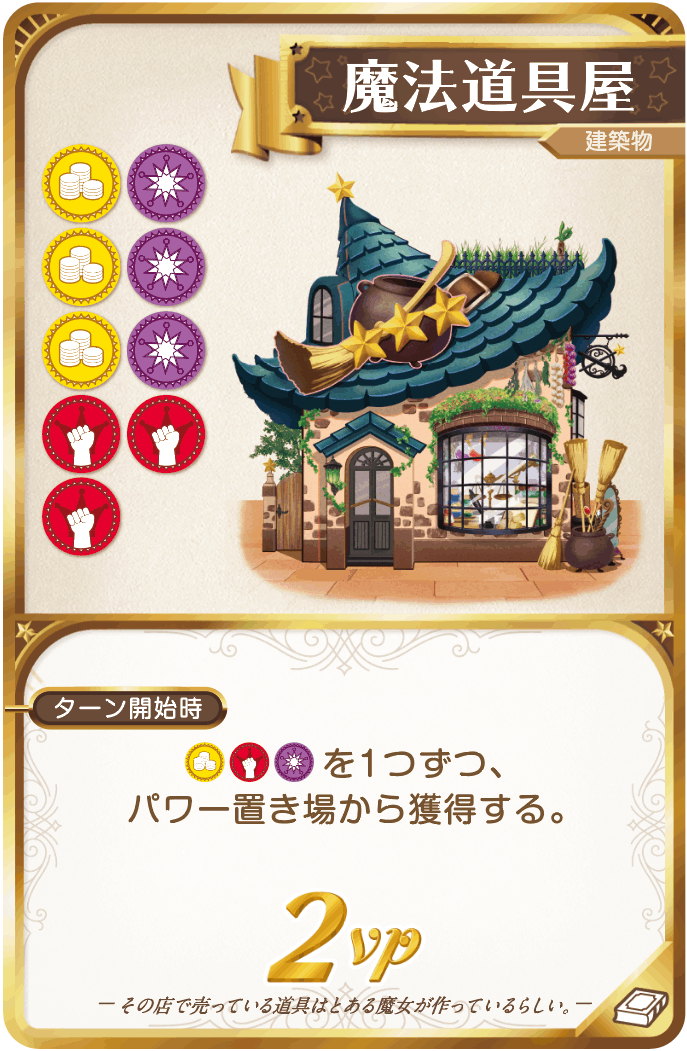 魔法道具屋
建築物
ターン開始時
を1つずつ、
パワー置き場から獲得する。
2vp
ー その店で売っている道具はとある魔女が作っているらしい。ー